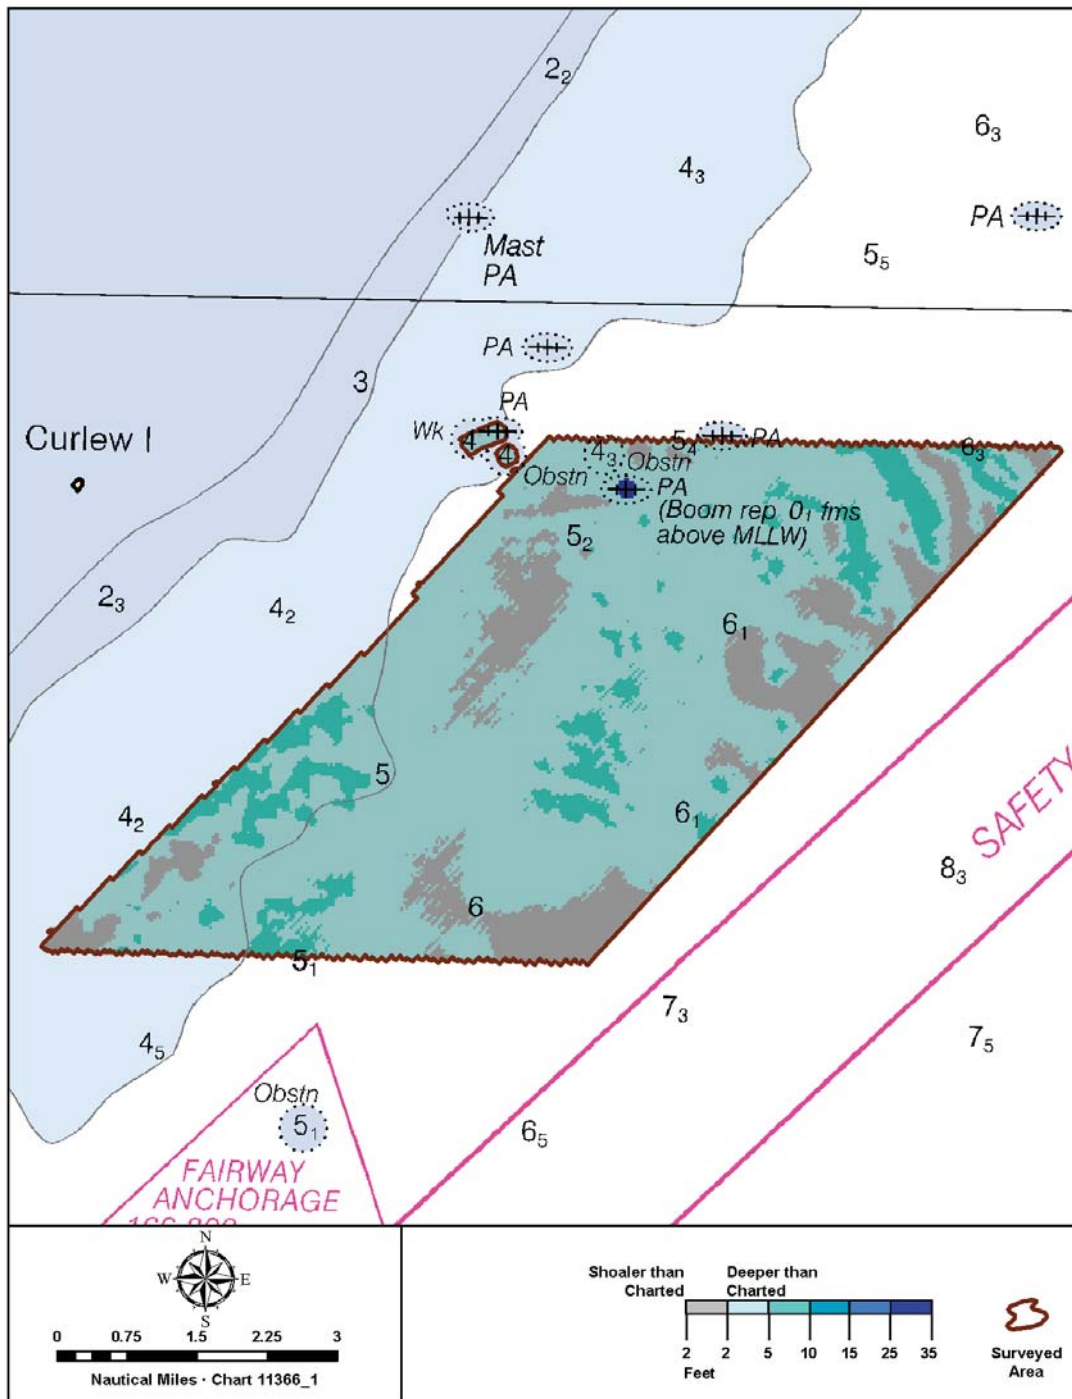 2₂
6₃
4₃
PA
Mast
PA
5₅
PA
3
PA
Curlew I
Wk
4
4
4₃
5₄
PA
6₃
Obstn
Obstn
PA
(Boom rep 0₁ fms
above MLLW)
5₂
2₃
4₂
6₁
5
4₂
6₁
SAFETY
8₃
6
5₁
7₃
4₅
7₅
Obstn
5₁
6₅
FAIRWAY
ANCHORAGE
N
W E
S
0 0.75 1.5 2.25 3
Nautical Miles · Chart 11366_1
Shoaler than
Charted
Deeper than
Charted
2 2 5 10 15 25 35
Feet
Surveyed
Area